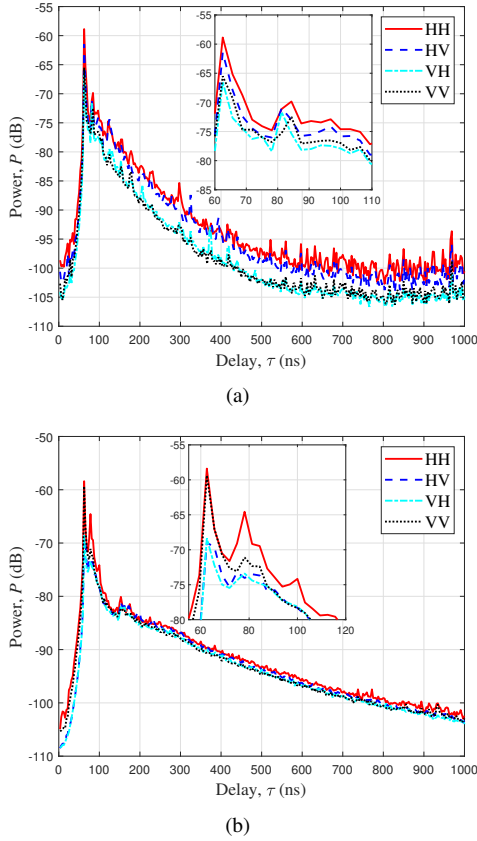 -55
-60
-65
-70
-75
-80
-85
-90
-95
-100
-105
-110
Power, P (dB)
-55
-60
-65
-70
-75
-80
-85
60 70 80 90 100 110
HH
HV
VH
VV
0 100 200 300 400 500 600 700 800 900 1000
Delay, τ (ns)
(a)
-50
-60
-70
-80
-90
-100
-110
Power, P (dB)
-55
-60
-65
-70
-75
-80
60 80 100 120
HH
HV
VH
VV
0 100 200 300 400 500 600 700 800 900 1000
Delay, τ (ns)
(b)